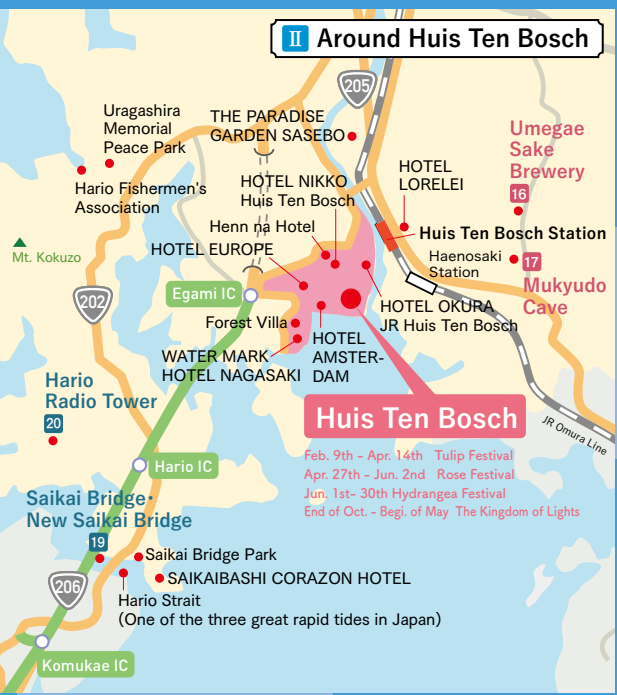 II Around Huis Ten Bosch
205
Uragashira
Memorial
Peace Park
THE PARADISE
GARDEN SASEBO
Umegae
Sake
Brewery
16
HOTEL
LORELEI
Hario Fishermen's
Association
HOTEL NIKKO
Huis Ten Bosch
Henn na Hotel
Huis Ten Bosch Station
HOTEL EUROPE
Mt. Kokuzo
Haenosaki
Station
17
Mukyudo
Cave
202
Egami IC
HOTEL OKURA
JR Huis Ten Bosch
Forest Villa
HOTEL
AMSTER-
DAM
WATER MARK
HOTEL NAGASAKI
Hario
Radio Tower
20
Huis Ten Bosch
JR Omura Line
Feb. 9th - Apr. 14th Tulip Festival
Apr. 27th - Jun. 2nd Rose Festival
Jun. 1st- 30th Hydrangea Festival
End of Oct. - Begi. of May The Kingdom of Lights
Hario IC
Saikai Bridge・
New Saikai Bridge
19
Saikai Bridge Park
SAIKAIBASHI CORAZON HOTEL
206
Hario Strait
(One of the three great rapid tides in Japan)
Komukae IC